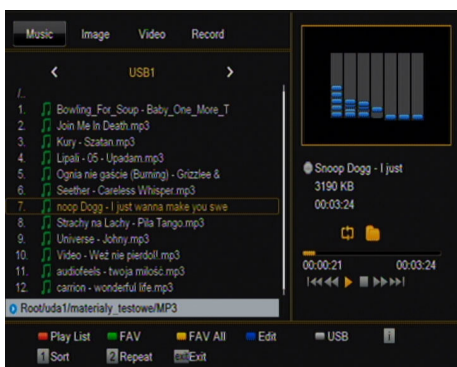 Music Image Video Record
USB1
/..
1. Bowling_For_Soup - Baby_One_More_T
2. Join Me In Death.mp3
3. Kury - Szatan.mp3
4. Lipali - 05 - Upadam.mp3
5. Ognia nie gaście (Burning) - Grizzlee &
6. Seether - Careless Whisper.mp3
7. noop Dogg - I just wanna make you swe
8. Strachy na Lachy - Pila Tango.mp3
9. Universe - Johny.mp3
10. Video - Weź nie pierdol!.mp3
11. audiofeels - twoja milość.mp3
12. carrion - wonderful life.mp3
Root/uda1/materialy_testowe/MP3
Snoop Dogg - I just
3190 KB
00:03:24
00:00:21 00:03:24
Play List FAV FAV All Edit USB i
1 Sort 2 Repeat exit Exit